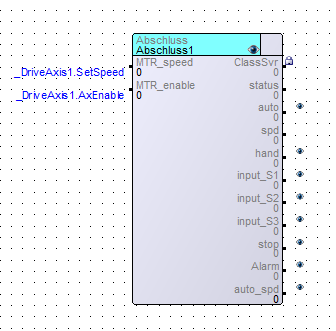 Abschluss
Abschluss1
MTR_speed ClassSvr
_DriveAxis1.SetSpeed 0 0
MTR_enable status
_DriveAxis1.AxEnable 0 0
auto
0
spd
0
hand
0
input_S1
0
input_S2
0
input_S3
0
stop
0
Alarm
0
auto_spd
0